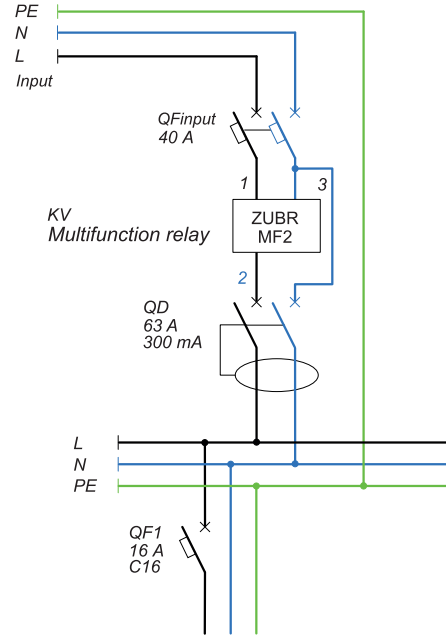 PE
N
L
Input
QFinput
40 A
1
3
KV
Multifunction relay
ZUBR
MF2
2
QD
63 A
300 mA
L
N
PE
QF1
16 A
C16